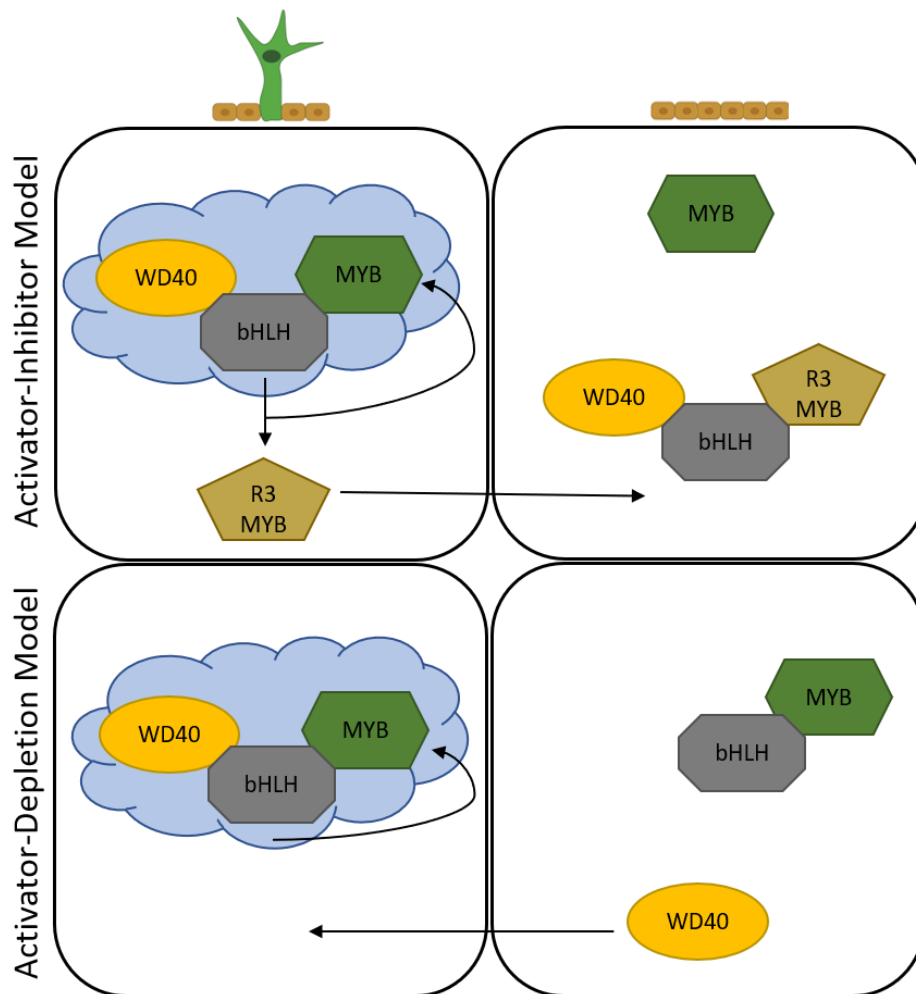 Activator-Inhibitor Model
WD40
MYB
bHLH
R3
MYB
MYB
WD40
R3
MYB
bHLH
Activator-Depletion Model
WD40
MYB
bHLH
MYB
bHLH
WD40